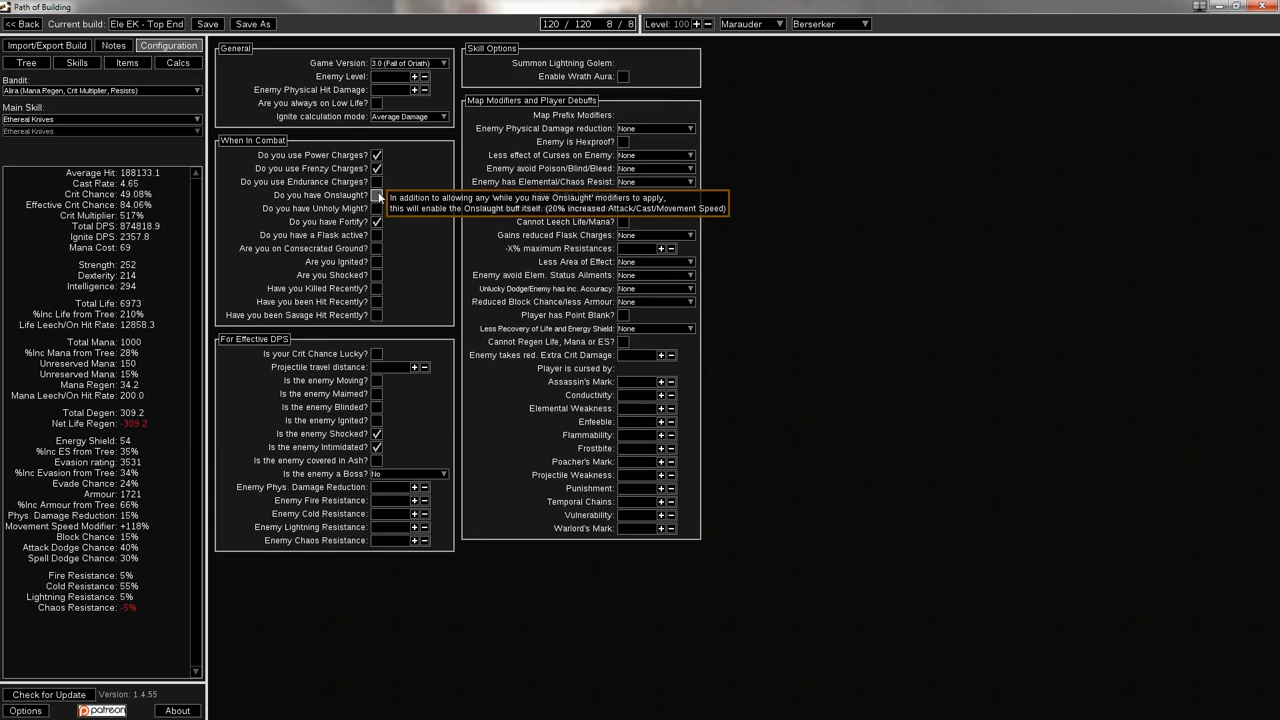 Path of Building
<< Back
Current build: Ele EK - Top End
Save
Save As
120 / 120 8 / 8
Level: 100 + −
Marauder
Berserker
Import/Export Build
Notes
Configuration
Tree
Skills
Items
Calcs
Bandit:
Alira (Mana Regen, Crit Multiplier, Resists)
Main Skill:
Ethereal Knives
Ethereal Knives
Average Hit: 188133.1
Cast Rate: 4.65
Crit Chance: 49.08%
Effective Crit Chance: 84.06%
Crit Multiplier: 517%
Total DPS: 874818.9
Ignite DPS: 2357.8
Mana Cost: 69
Strength: 252
Dexterity: 214
Intelligence: 294
Total Life: 6973
%Inc Life from Tree: 210%
Life Leech/On Hit Rate: 12858.3
Total Mana: 1000
%Inc Mana from Tree: 28%
Unreserved Mana: 150
Unreserved Mana: 15%
Mana Regen: 34.2
Mana Leech/On Hit Rate: 200.0
Total Degen: 309.2
Net Life Regen: -309.2
Energy Shield: 54
%Inc ES from Tree: 35%
Evasion rating: 3531
%Inc Evasion from Tree: 34%
Evade Chance: 24%
Armour: 1721
%Inc Armour from Tree: 66%
Phys. Damage Reduction: 15%
Movement Speed Modifier: +118%
Block Chance: 15%
Attack Dodge Chance: 40%
Spell Dodge Chance: 30%
Fire Resistance: 5%
Cold Resistance: 55%
Lightning Resistance: 5%
Chaos Resistance: -5%
Check for Update
Version: 1.4.55
Options
patreon
About
General
Game Version: 3.0 (Fall of Oriath)
Enemy Level: + −
Enemy Physical Hit Damage: + −
Are you always on Low Life?
Ignite calculation mode: Average Damage
When In Combat
Do you use Power Charges?
Do you use Frenzy Charges?
Do you use Endurance Charges?
Do you have Onslaught?
Do you have Unholy Might?
Do you have Fortify?
Do you have a Flask active?
Are you on Consecrated Ground?
Are you Ignited?
Are you Shocked?
Have you Killed Recently?
Have you been Hit Recently?
Have you been Savage Hit Recently?
In addition to allowing any 'while you have Onslaught' modifiers to apply,
this will enable the Onslaught buff itself. (20% increased Attack/Cast/Movement Speed)
For Effective DPS
Is your Crit Chance Lucky?
Projectile travel distance: + −
Is the enemy Moving?
Is the enemy Maimed?
Is the enemy Blinded?
Is the enemy Ignited?
Is the enemy Shocked?
Is the enemy Intimidated?
Is the enemy covered in Ash?
Is the enemy a Boss? No
Enemy Phys. Damage Reduction: + −
Enemy Fire Resistance: + −
Enemy Cold Resistance: + −
Enemy Lightning Resistance: + −
Enemy Chaos Resistance: + −
Skill Options
Summon Lightning Golem:
Enable Wrath Aura:
Map Modifiers and Player Debuffs
Map Prefix Modifiers:
Enemy Physical Damage reduction: None
Enemy is Hexproof?
Less effect of Curses on Enemy: None
Enemy avoid Poison/Blind/Bleed: None
Enemy has Elemental/Chaos Resist: None
Cannot Leech Life/Mana?
Gains reduced Flask Charges: None
-X% maximum Resistances: + −
Less Area of Effect: None
Enemy avoid Elem. Status Ailments: None
Unlucky Dodge/Enemy has inc. Accuracy: None
Reduced Block Chance/less Armour: None
Player has Point Blank?
Less Recovery of Life and Energy Shield: None
Cannot Regen Life, Mana or ES?
Enemy takes red. Extra Crit Damage: + −
Player is cursed by:
Assassin's Mark: + −
Conductivity: + −
Elemental Weakness: + −
Enfeeble: + −
Flammability: + −
Frostbite: + −
Poacher's Mark: + −
Projectile Weakness: + −
Punishment: + −
Temporal Chains: + −
Vulnerability: + −
Warlord's Mark: + −